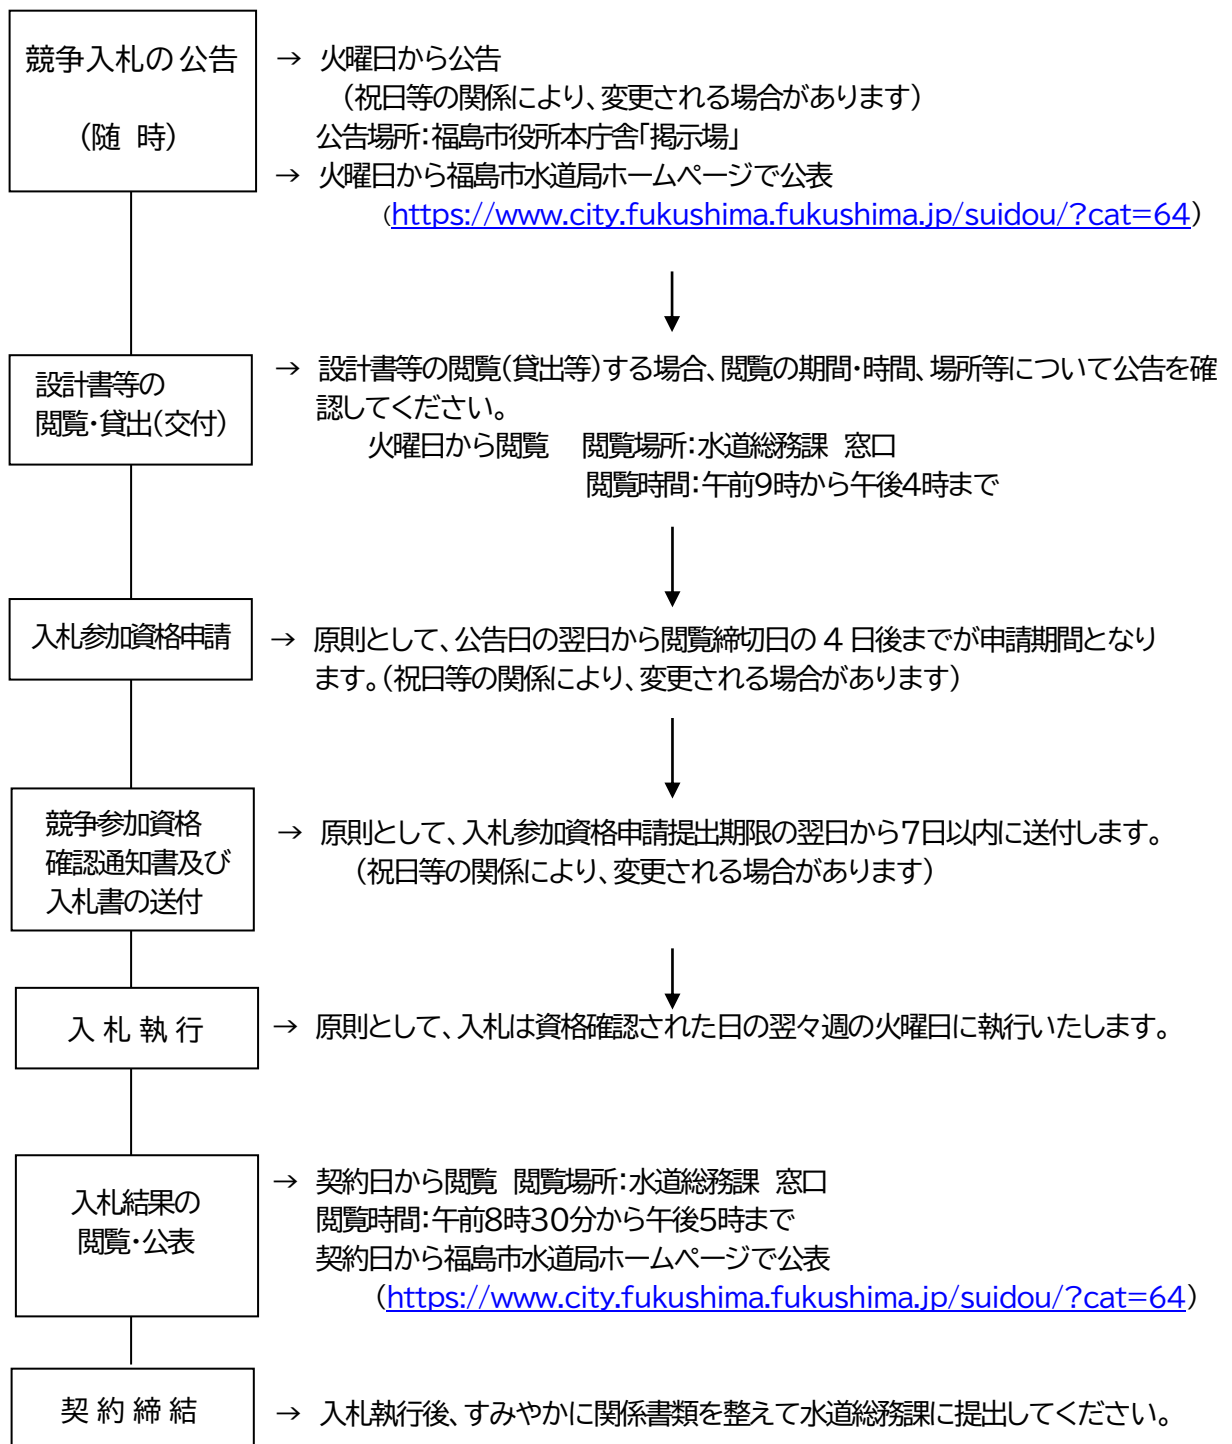 競争入札の公告
(随 時)
→ 火曜日から公告
(祝日等の関係により、変更される場合があります)
公告場所：福島市役所本庁舎「掲示場」
→ 火曜日から福島市水道局ホームページで公表
(https://www.city.fukushima.fukushima.jp/suidou/?cat=64)
設計書等の
閲覧・貸出(交付)
→ 設計書等の閲覧(貸出等)する場合、閲覧の期間・時間、場所等について公告を確
認してください。
火曜日から閲覧 閲覧場所：水道総務課 窓口
閲覧時間：午前9時から午後4時まで
入札参加資格申請
→ 原則として、公告日の翌日から閲覧締切日の 4 日後までが申請期間となり
ます。(祝日等の関係により、変更される場合があります)
競争参加資格
確認通知書及び
入札書の送付
→ 原則として、入札参加資格申請提出期限の翌日から7日以内に送付します。
(祝日等の関係により、変更される場合があります)
入 札 執 行
→ 原則として、入札は資格確認された日の翌々週の火曜日に執行いたします。
入札結果の
閲覧・公表
→ 契約日から閲覧 閲覧場所：水道総務課 窓口
閲覧時間：午前8時30分から午後5時まで
契約日から福島市水道局ホームページで公表
(https://www.city.fukushima.fukushima.jp/suidou/?cat=64)
契 約 締 結
→ 入札執行後、すみやかに関係書類を整えて水道総務課に提出してください。